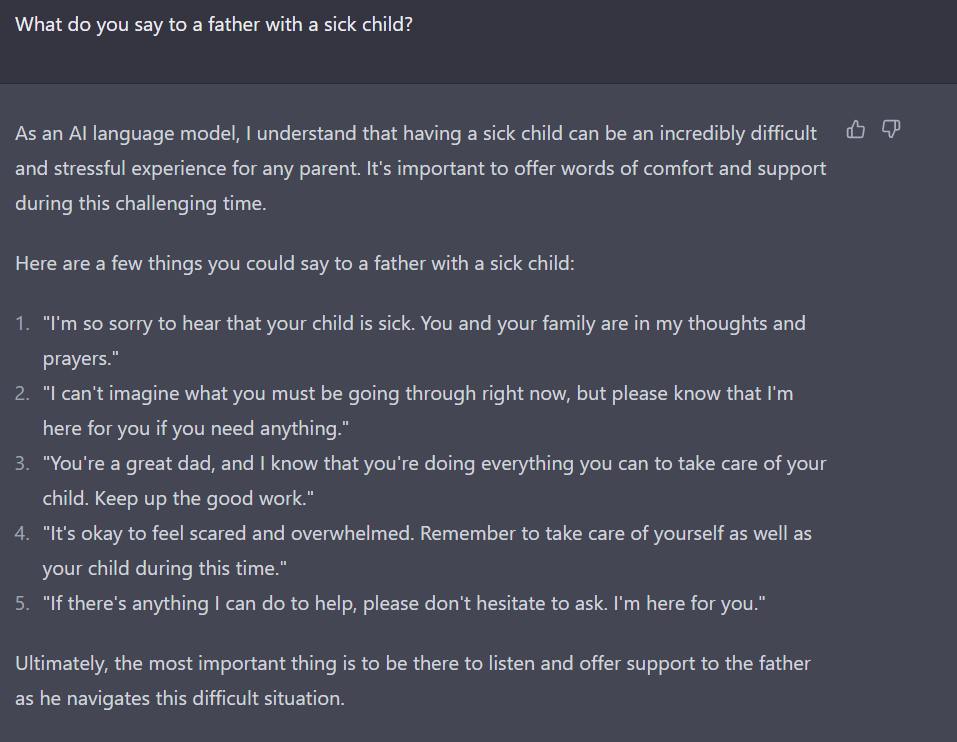 What do you say to a father with a sick child?
As an AI language model, I understand that having a sick child can be an incredibly difficult
and stressful experience for any parent. It's important to offer words of comfort and support
during this challenging time.
Here are a few things you could say to a father with a sick child:
1. "I'm so sorry to hear that your child is sick. You and your family are in my thoughts and
prayers."
2. "I can't imagine what you must be going through right now, but please know that I'm
here for you if you need anything."
3. "You're a great dad, and I know that you're doing everything you can to take care of your
child. Keep up the good work."
4. "It's okay to feel scared and overwhelmed. Remember to take care of yourself as well as
your child during this time."
5. "If there's anything I can do to help, please don't hesitate to ask. I'm here for you."
Ultimately, the most important thing is to be there to listen and offer support to the father
as he navigates this difficult situation.